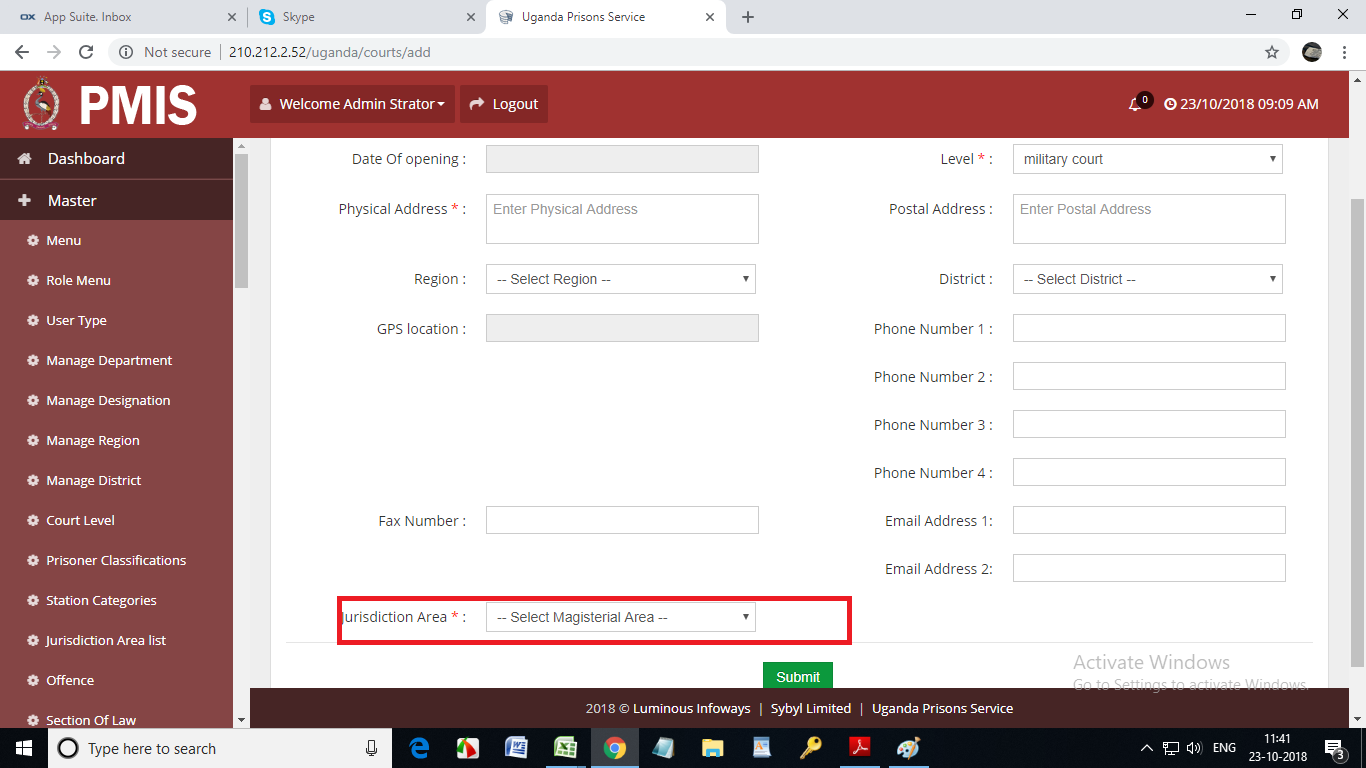 App Suite. Inbox
Skype
Uganda Prisons Service
Not secure | 210.212.2.52/uganda/courts/add
PMIS
Welcome Admin Strator
Logout
0
23/10/2018 09:09 AM
Dashboard
Master
Menu
Role Menu
User Type
Manage Department
Manage Designation
Manage Region
Manage District
Court Level
Prisoner Classifications
Station Categories
Jurisdiction Area list
Offence
Section Of Law
Date Of opening :
Level * : military court
Physical Address * : Enter Physical Address
Postal Address : Enter Postal Address
Region : -- Select Region --
District : -- Select District --
GPS location :
Phone Number 1 :
Phone Number 2 :
Phone Number 3 :
Phone Number 4 :
Fax Number :
Email Address 1:
Email Address 2:
Jurisdiction Area * : -- Select Magisterial Area --
Submit
Activate Windows
Go to Settings to activate Windows.
2018 © Luminous Infoways | Sybyl Limited | Uganda Prisons Service
Type here to search
ENG
11:41
23-10-2018
3